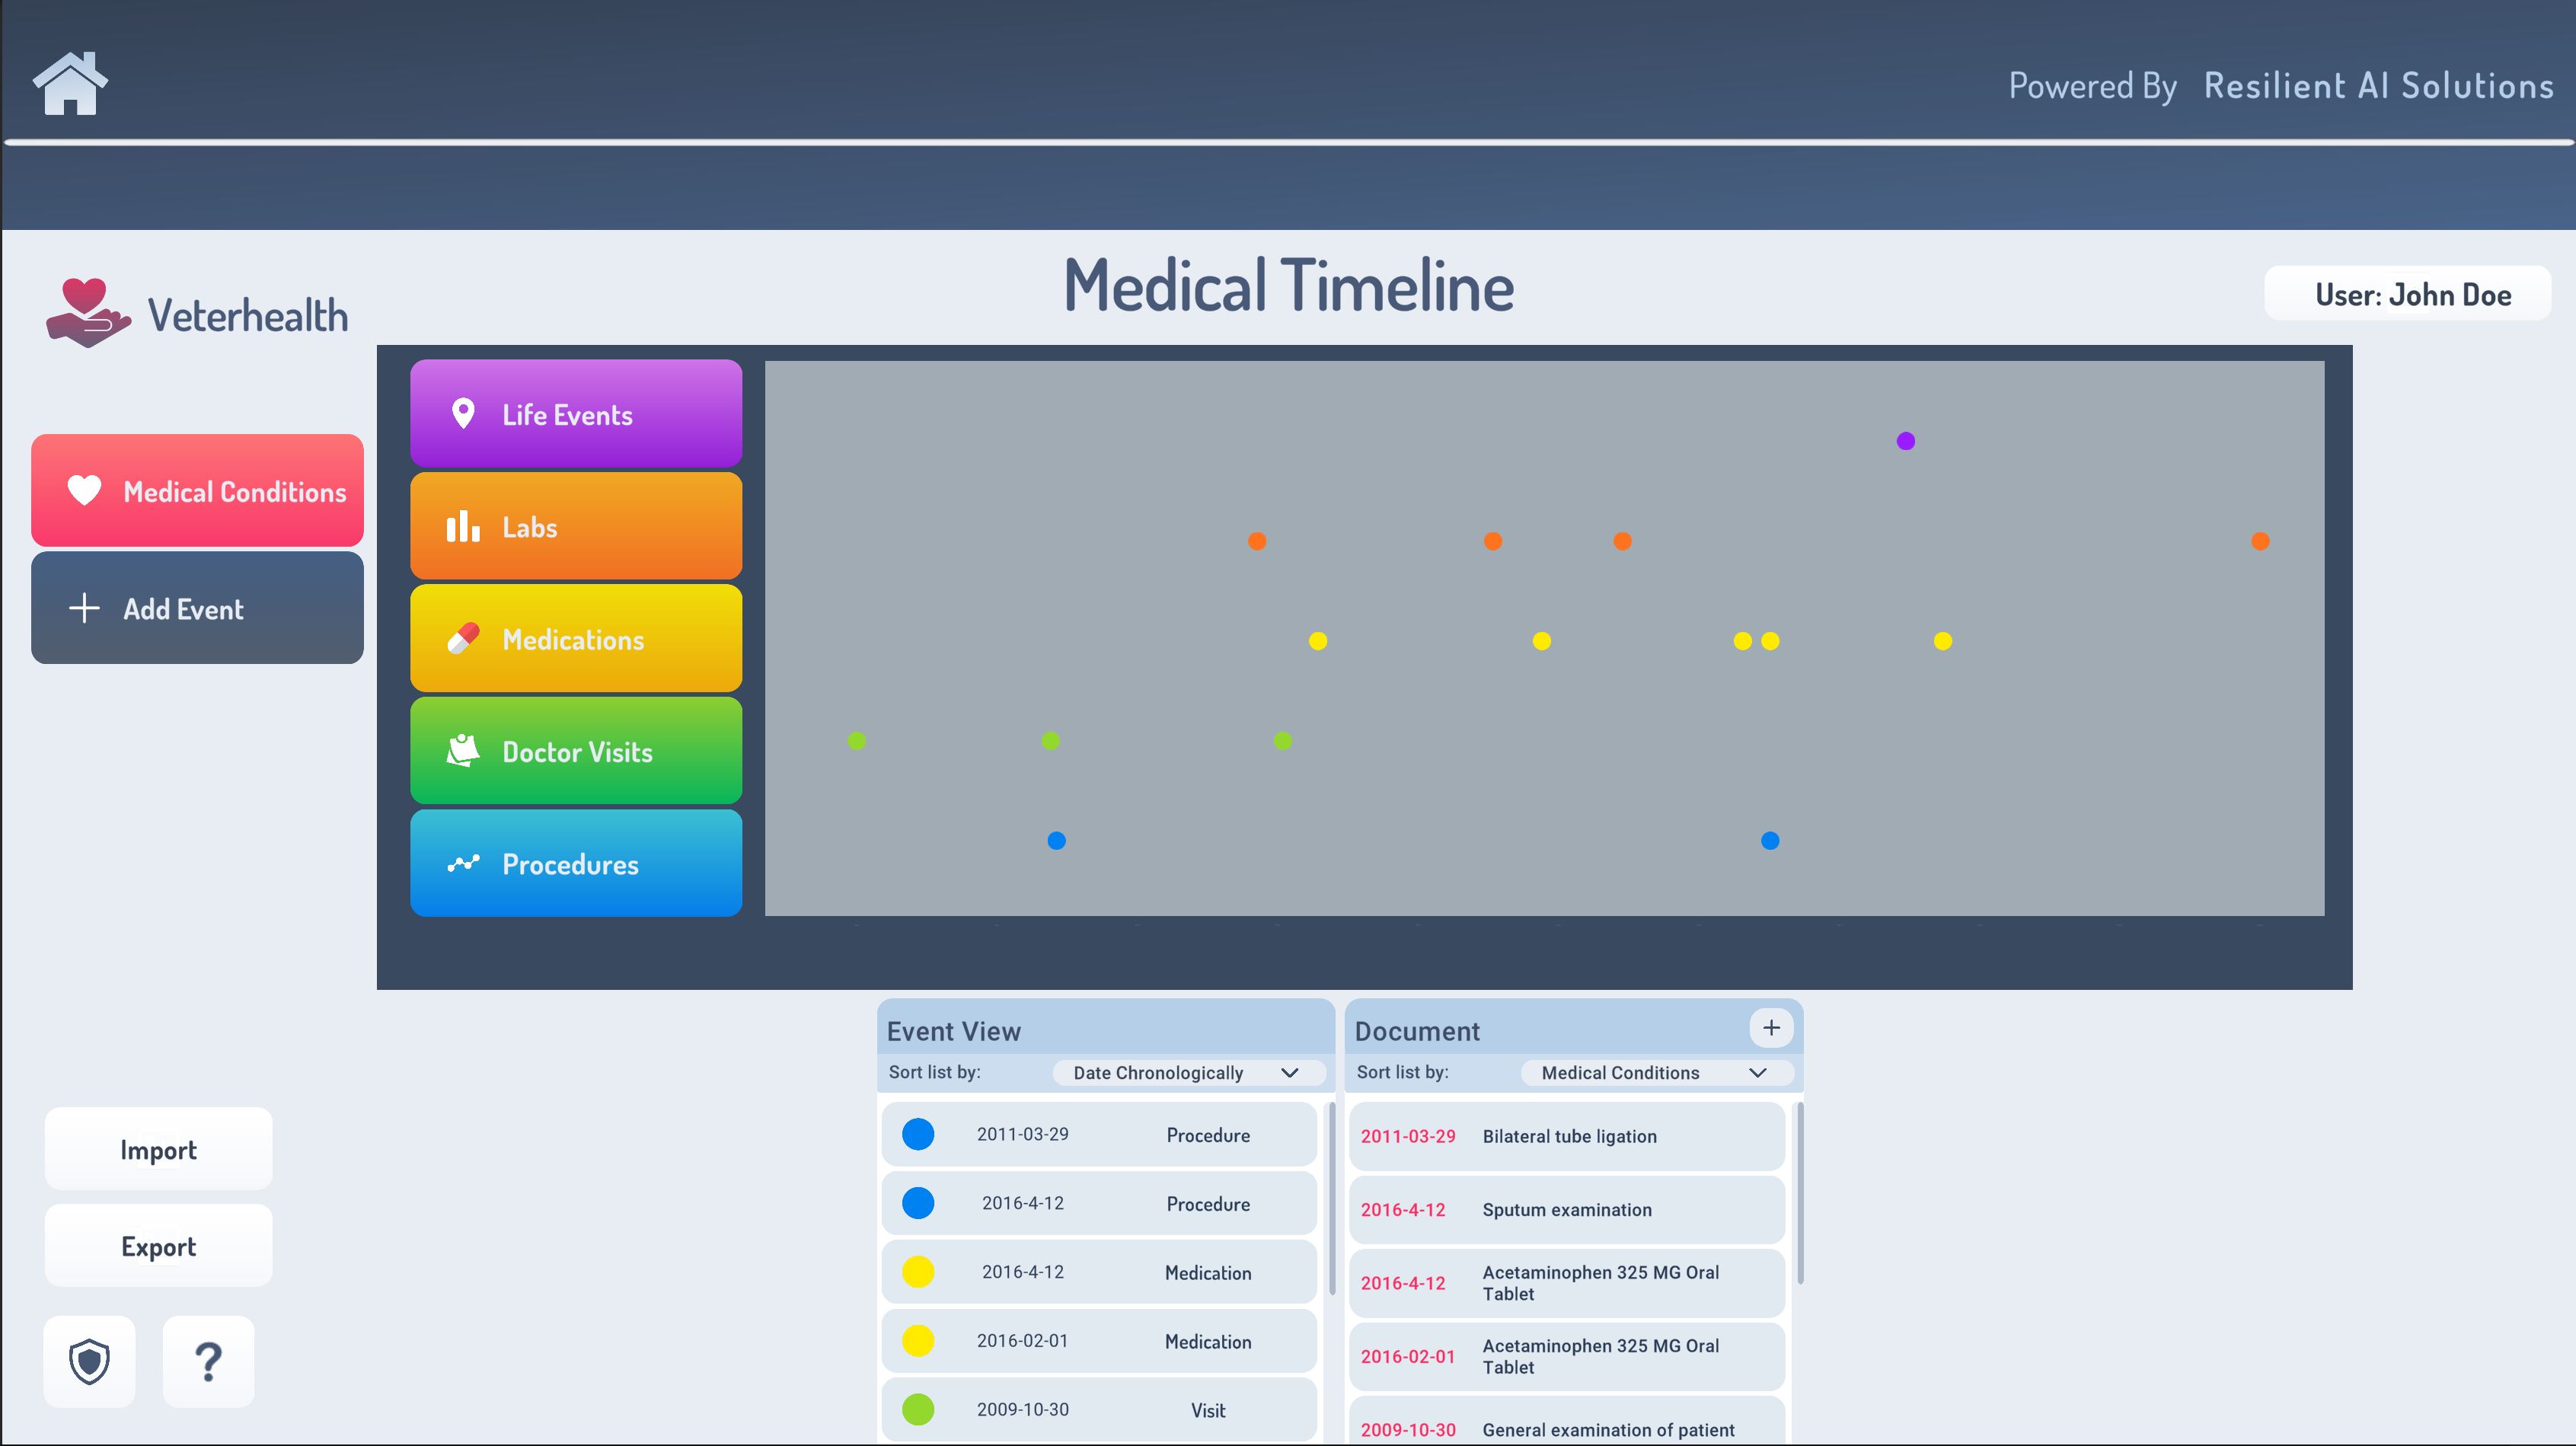 Powered By Resilient AI Solutions
Veterhealth
Medical Timeline
User: John Doe
Medical Conditions
Add Event
Life Events
Labs
Medications
Doctor Visits
Procedures
Event View
Sort list by: Date Chronologically
2011-03-29 Procedure
2016-4-12 Procedure
2016-4-12 Medication
2016-02-01 Medication
2009-10-30 Visit
Document +
Sort list by: Medical Conditions
2011-03-29 Bilateral tube ligation
2016-4-12 Sputum examination
2016-4-12 Acetaminophen 325 MG Oral
Tablet
2016-02-01 Acetaminophen 325 MG Oral
Tablet
2009-10-30 General examination of patient
Import
Export
?